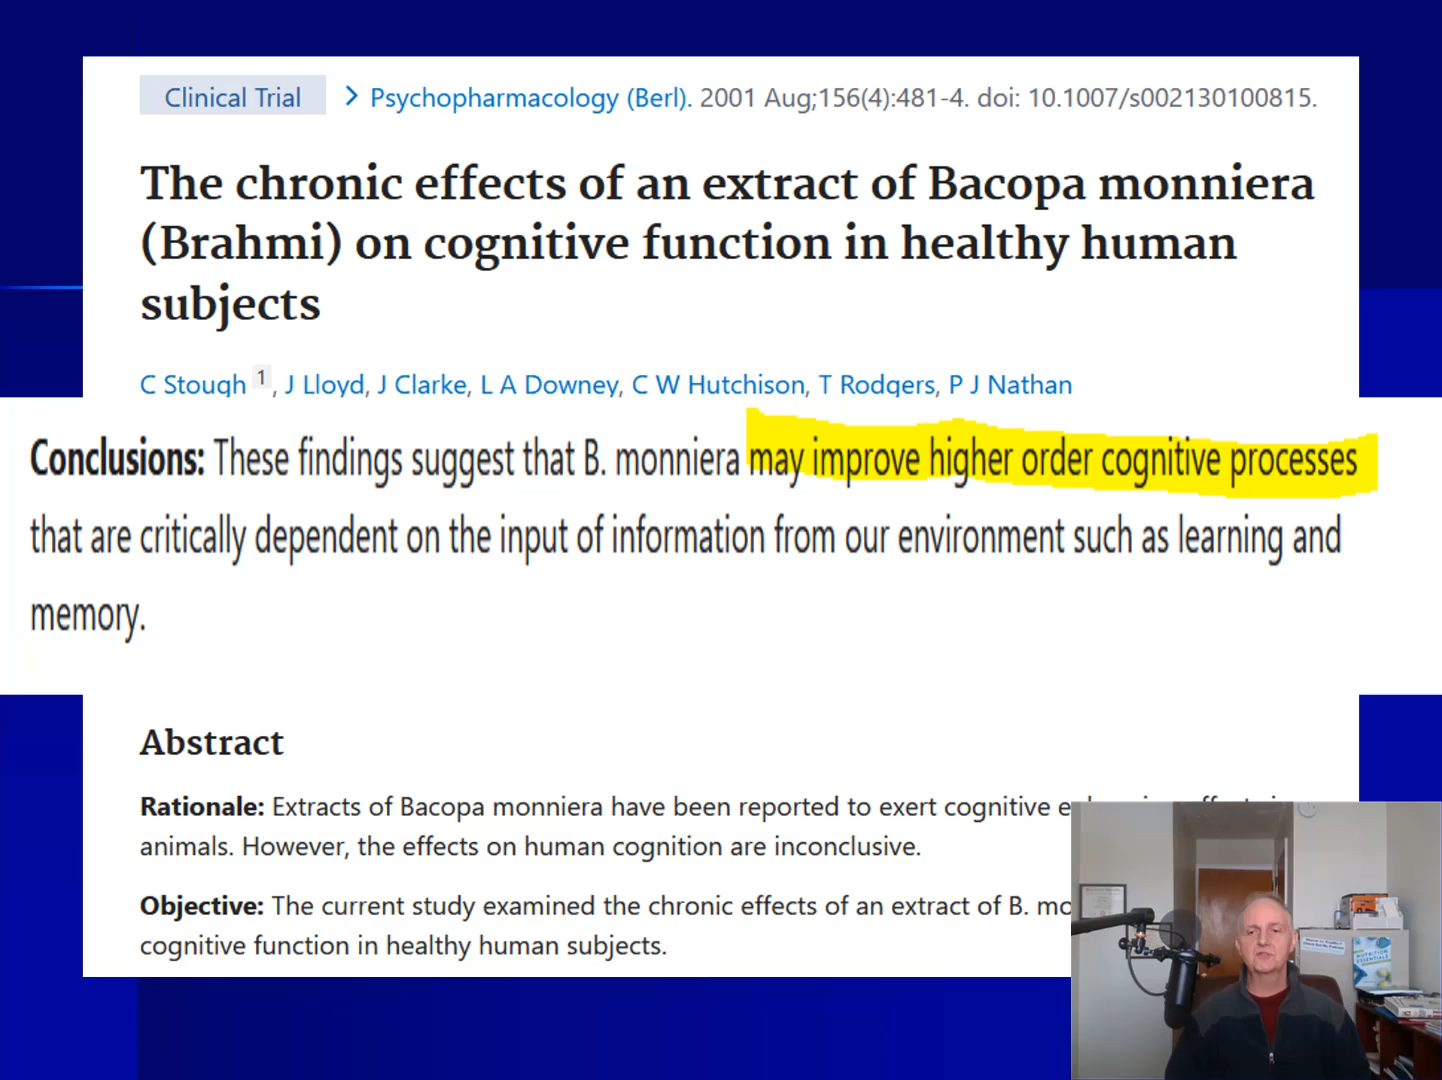 Clinical Trial > Psychopharmacology (Berl). 2001 Aug;156(4):481-4. doi: 10.1007/s002130100815.
The chronic effects of an extract of Bacopa monniera
(Brahmi) on cognitive function in healthy human
subjects
C Stough 1, J Lloyd, J Clarke, L A Downey, C W Hutchison, T Rodgers, P J Nathan
Conclusions: These findings suggest that B. monniera may improve higher order cognitive processes
that are critically dependent on the input of information from our environment such as learning and
memory.
Abstract
Rationale: Extracts of Bacopa monniera have been reported to exert cognitive
animals. However, the effects on human cognition are inconclusive.
Objective: The current study examined the chronic effects of an extract of B. mo
cognitive function in healthy human subjects.
NUTRITION
ESSENTIALS